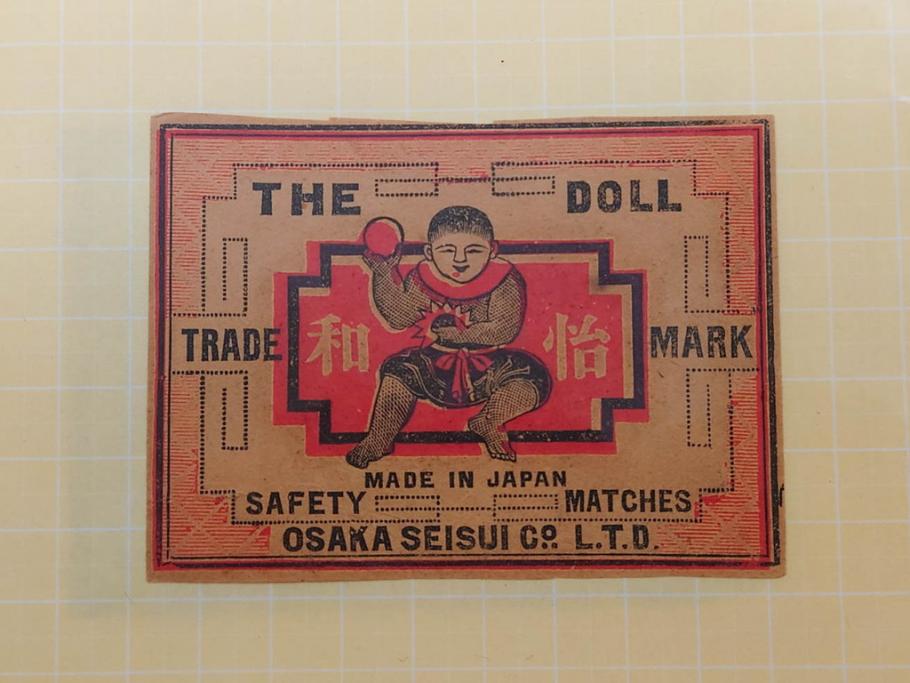 THE DOLL
TRADE 和 怡 MARK
MADE IN JAPAN
SAFETY MATCHES
OSAKA SEISUI Co. L.T.D.